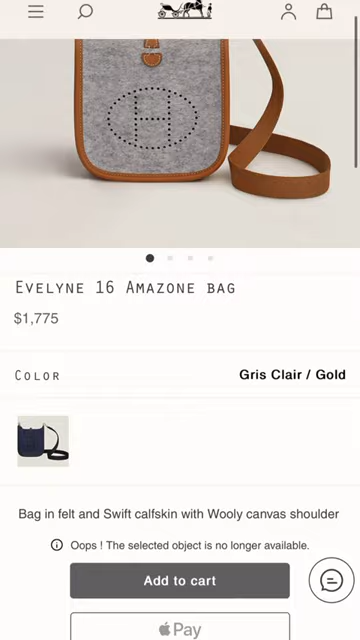 Evelyne 16 Amazone bag
$1,775
Color
Gris Clair / Gold
Bag in felt and Swift calfskin with Wooly canvas shoulder
Oops ! The selected object is no longer available.
Add to cart
Pay